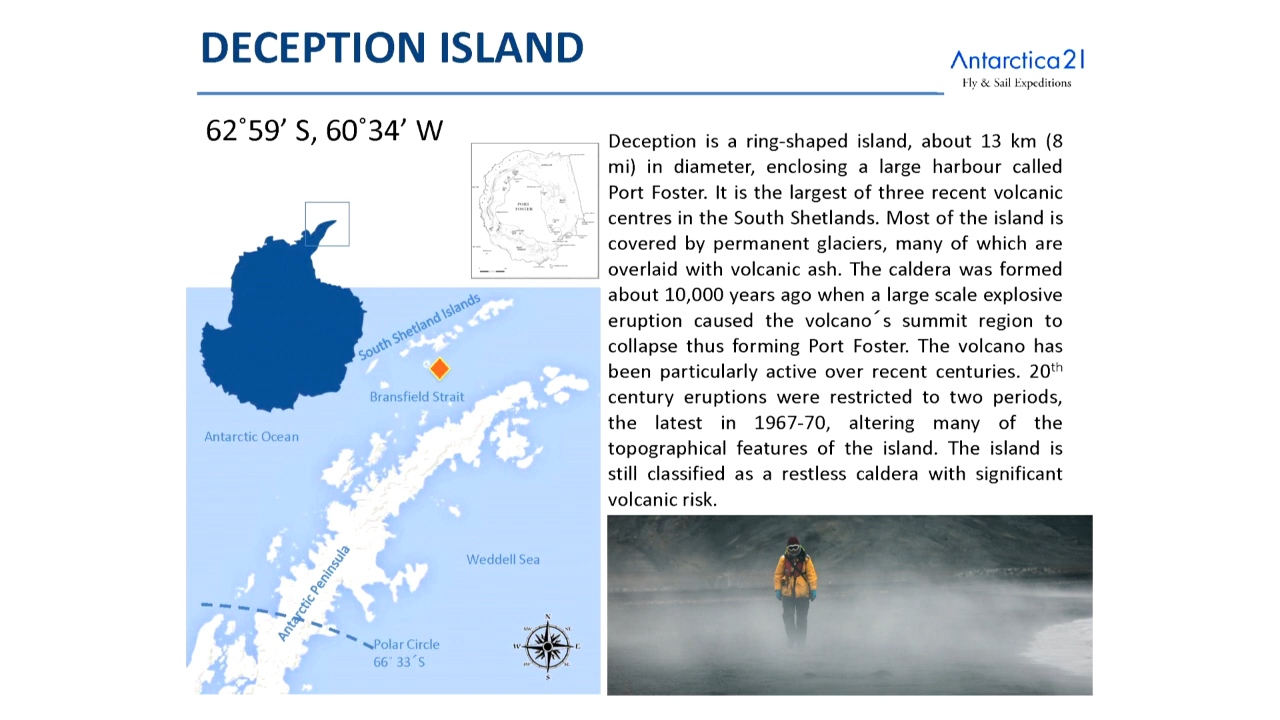 DECEPTION ISLAND
Antarctica21
Fly & Sail Expeditions
62˚59’ S, 60˚34’ W
PORT
FOSTER
Deception is a ring-shaped island, about 13 km (8
mi) in diameter, enclosing a large harbour called
Port Foster. It is the largest of three recent volcanic
centres in the South Shetlands. Most of the island is
covered by permanent glaciers, many of which are
overlaid with volcanic ash. The caldera was formed
about 10,000 years ago when a large scale explosive
eruption caused the volcano´s summit region to
collapse thus forming Port Foster. The volcano has
been particularly active over recent centuries. 20th
century eruptions were restricted to two periods,
the latest in 1967-70, altering many of the
topographical features of the island. The island is
still classified as a restless caldera with significant
volcanic risk.
South Shetland Islands
Bransfield Strait
Antarctic Ocean
Weddell Sea
Antarctic Peninsula
Polar Circle
66˚ 33´S
N
W
E
S